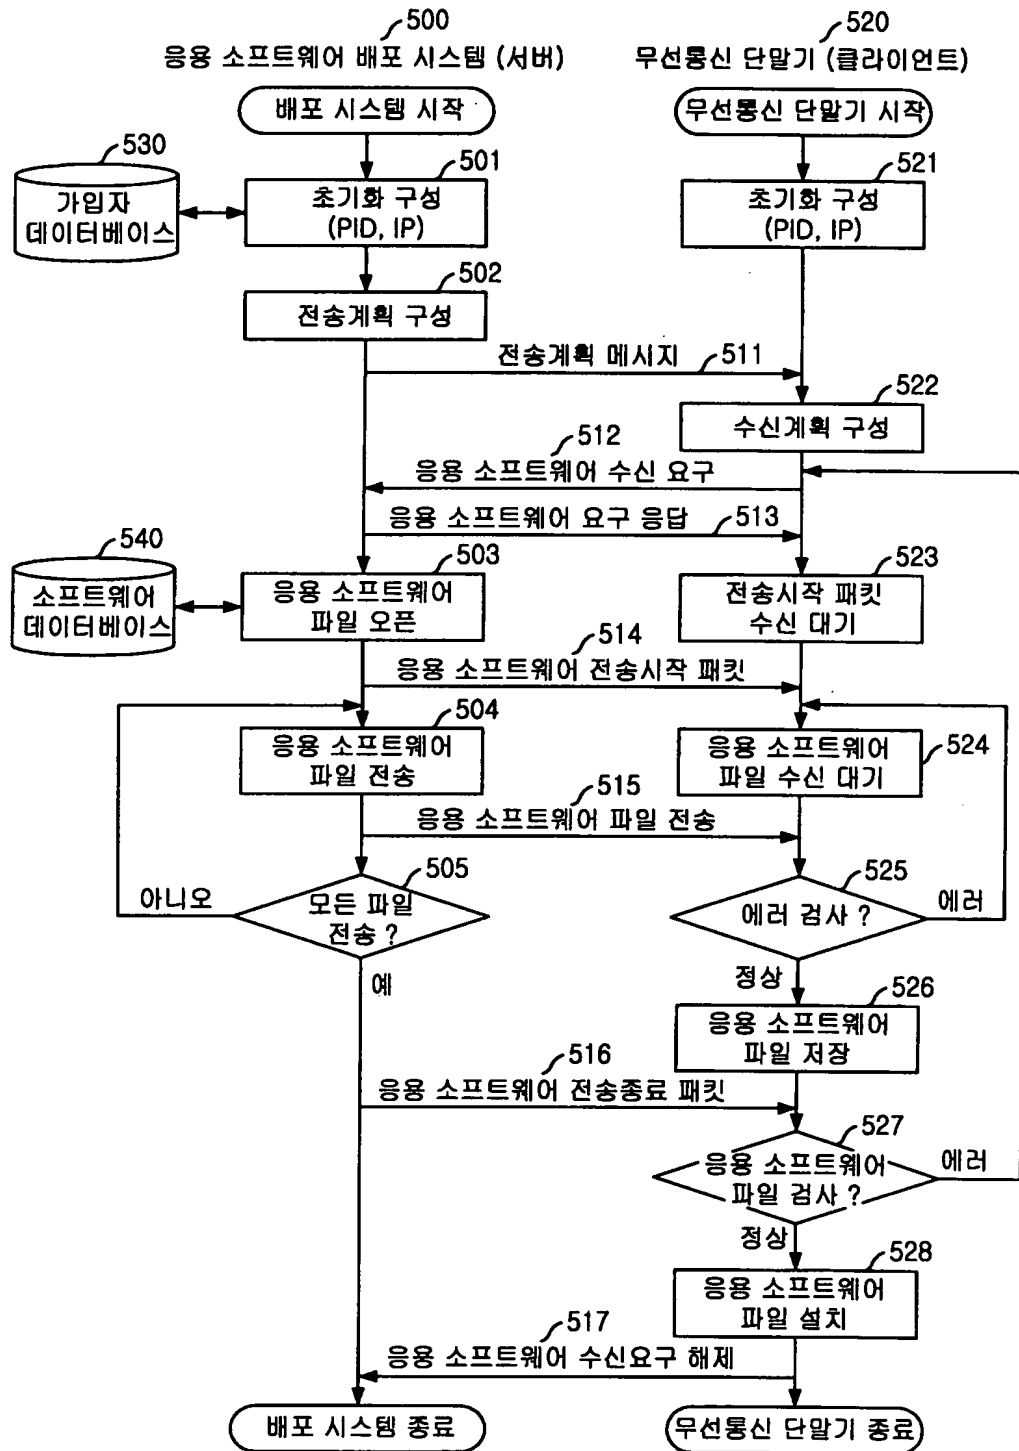 500
응용 소프트웨어 배포 시스템 (서버)
520
무선통신 단말기 (클라이언트)
배포 시스템 시작
무선통신 단말기 시작
530
가입자
데이터베이스
501
초기화 구성
(PID, IP)
521
초기화 구성
(PID, IP)
502
전송계획 구성
전송계획 메시지
511
522
수신계획 구성
512
응용 소프트웨어 수신 요구
응용 소프트웨어 요구 응답
513
540
소프트웨어
데이터베이스
503
응용 소프트웨어
파일 오픈
523
전송시작 패킷
수신 대기
514
응용 소프트웨어 전송시작 패킷
504
응용 소프트웨어
파일 전송
응용 소프트웨어
파일 수신 대기
524
515
응용 소프트웨어 파일 전송
505
모든 파일
전송 ?
아니오
예
525
에러 검사 ?
에러
정상
526
응용 소프트웨어
파일 저장
516
응용 소프트웨어 전송종료 패킷
527
응용 소프트웨어
파일 검사 ?
에러
정상
528
응용 소프트웨어
파일 설치
517
응용 소프트웨어 수신요구 해제
배포 시스템 종료
무선통신 단말기 종료